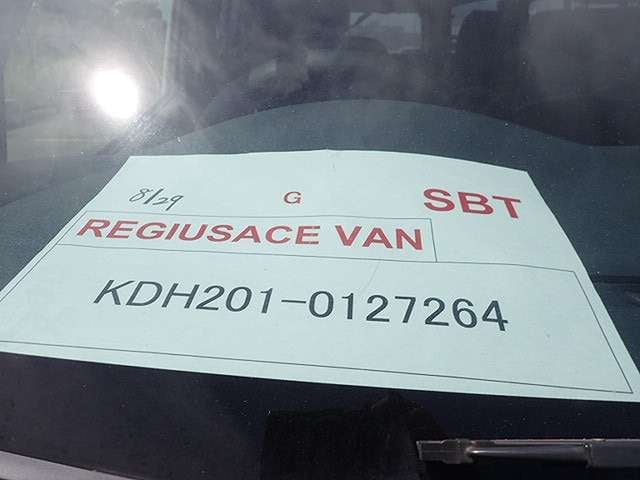 8/29 G SBT
REGIUSACE VAN
KDH201-0127264